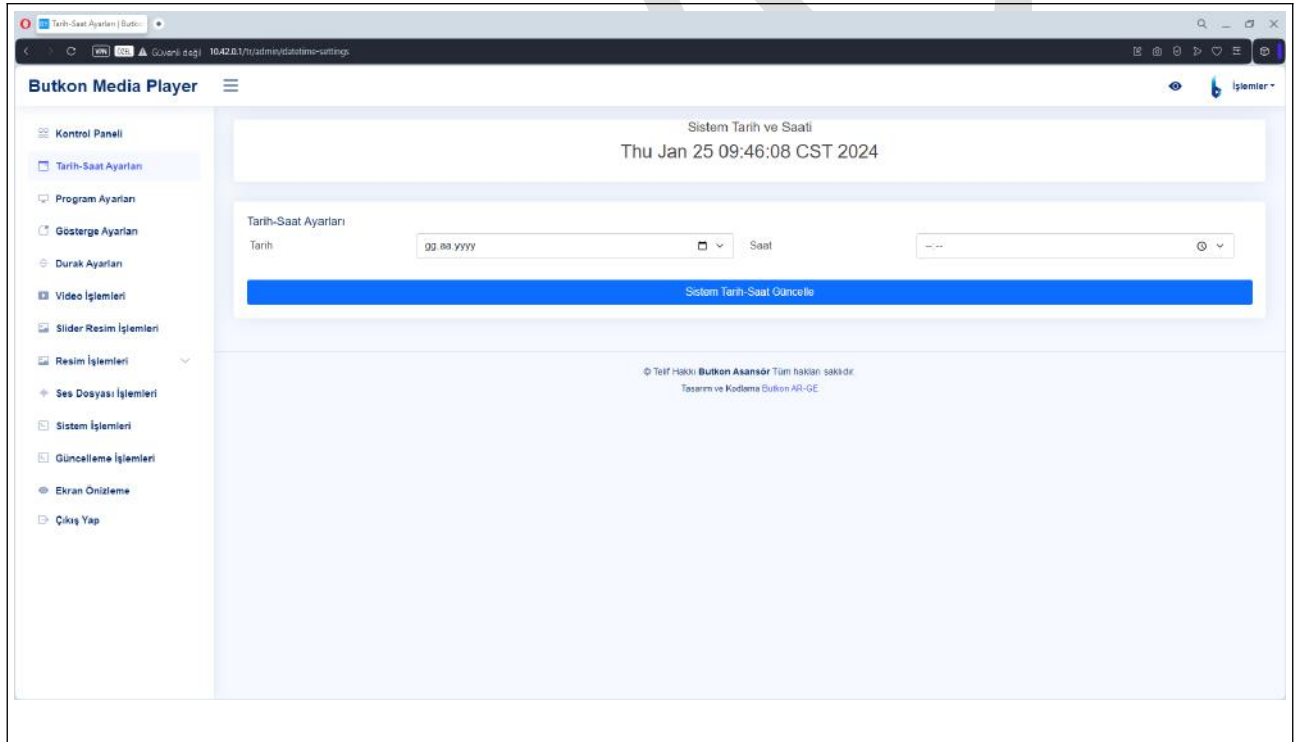 Tarih-Saat Ayarları | Butkon
VPN ÖZEL Güvenli değil 10.42.0.1/tr/admin/datetime-settings
Butkon Media Player
İşlemler
Kontrol Paneli
Tarih-Saat Ayarları
Program Ayarları
Gösterge Ayarları
Durak Ayarları
Video İşlemleri
Slider Resim İşlemleri
Resim İşlemleri
Ses Dosyası İşlemleri
Sistem İşlemleri
Güncelleme İşlemleri
Ekran Önizleme
Çıkış Yap
Sistem Tarih ve Saati
Thu Jan 25 09:46:08 CST 2024
Tarih-Saat Ayarları
Tarih gg.aa.yyyy Saat --:--
Sistem Tarih-Saat Güncelle
© Telif Hakkı Butkon Asansör Tüm hakları saklıdır.
Tasarım ve Kodlama Butkon AR-GE